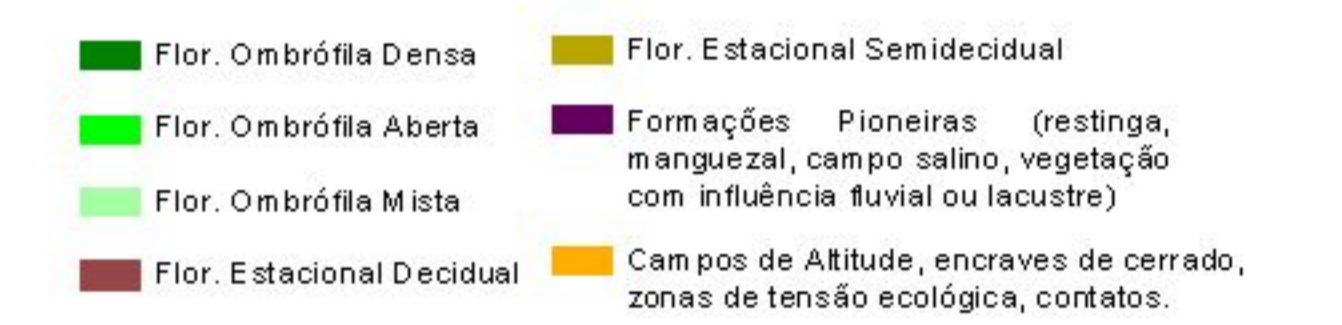 Flor. Ombrófila Densa
Flor. Ombrófila Aberta
Flor. Ombrófila Mista
Flor. Estacional Decidual
Flor. Estacional Semidecidual
Formações Pioneiras (restinga,
manguezal, campo salino, vegetação
com influência fluvial ou lacustre)
Campos de Altitude, encraves de cerrado,
zonas de tensão ecológica, contatos.